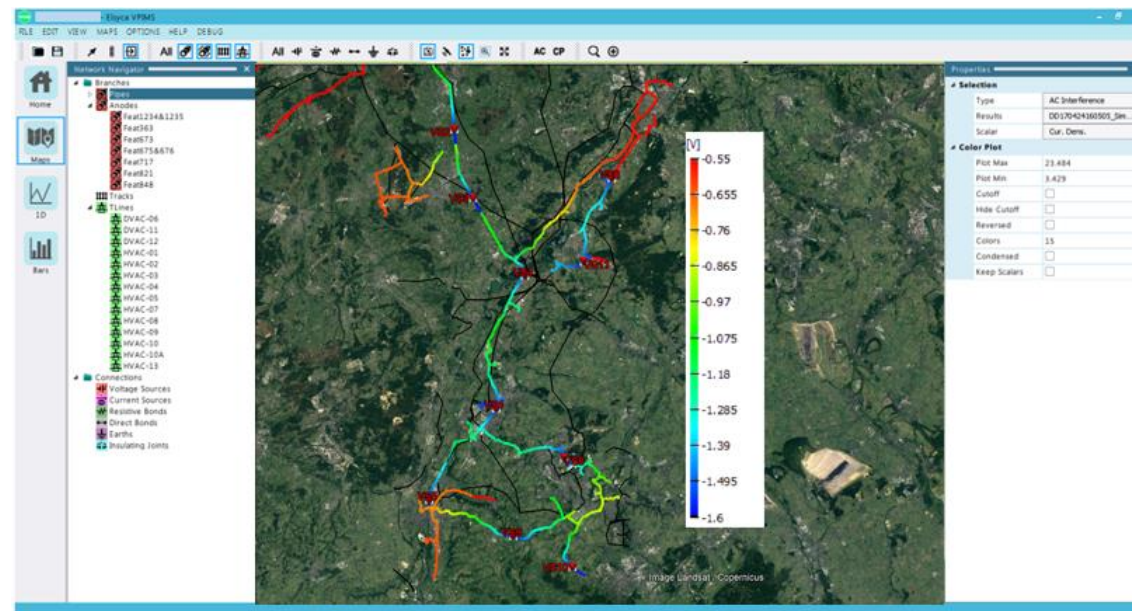 - Elsyca VPIMS
FILE EDIT VIEW MAPS OPTIONS HELP DEBUG
All All AC CP
Network Navigator
Home
Maps
1D
Bars
Branches
Pipes
Anodes
Feat1234&1235
Feat363
Feat673
Feat675&676
Feat717
Feat821
Feat848
Tracks
TLines
DVAC-06
DVAC-11
DVAC-12
HVAC-01
HVAC-02
HVAC-03
HVAC-04
HVAC-05
HVAC-07
HVAC-08
HVAC-09
HVAC-10
HVAC-10A
HVAC-13
Connections
Voltage Sources
Current Sources
Resistive Bonds
Direct Bonds
Earths
Insulating Joints
[V]
-0.55
-0.655
-0.76
-0.865
-0.97
-1.075
-1.18
-1.285
-1.39
-1.495
-1.6
Image Landsat / Copernicus
Properties
Selection
Type AC Interference
Results DD170424160505_Sim...
Scalar Cur. Dens.
Color Plot
Plot Max 23.484
Plot Min 3.429
Cutoff
Hide Cutoff
Reversed
Colors 15
Condensed
Keep Scalars